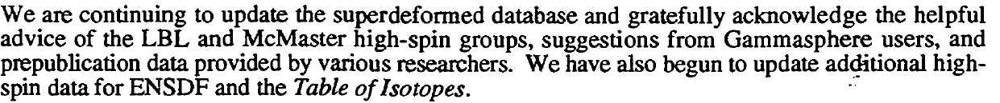 We are continuing to update the superdeformed database and gratefully acknowledge the helpful
advice of the LBL and McMaster high-spin groups, suggestions from Gammasphere users, and
prepublication data provided by various researchers. We have also begun to update additional high-
spin data for ENSDF and the Table of Isotopes.